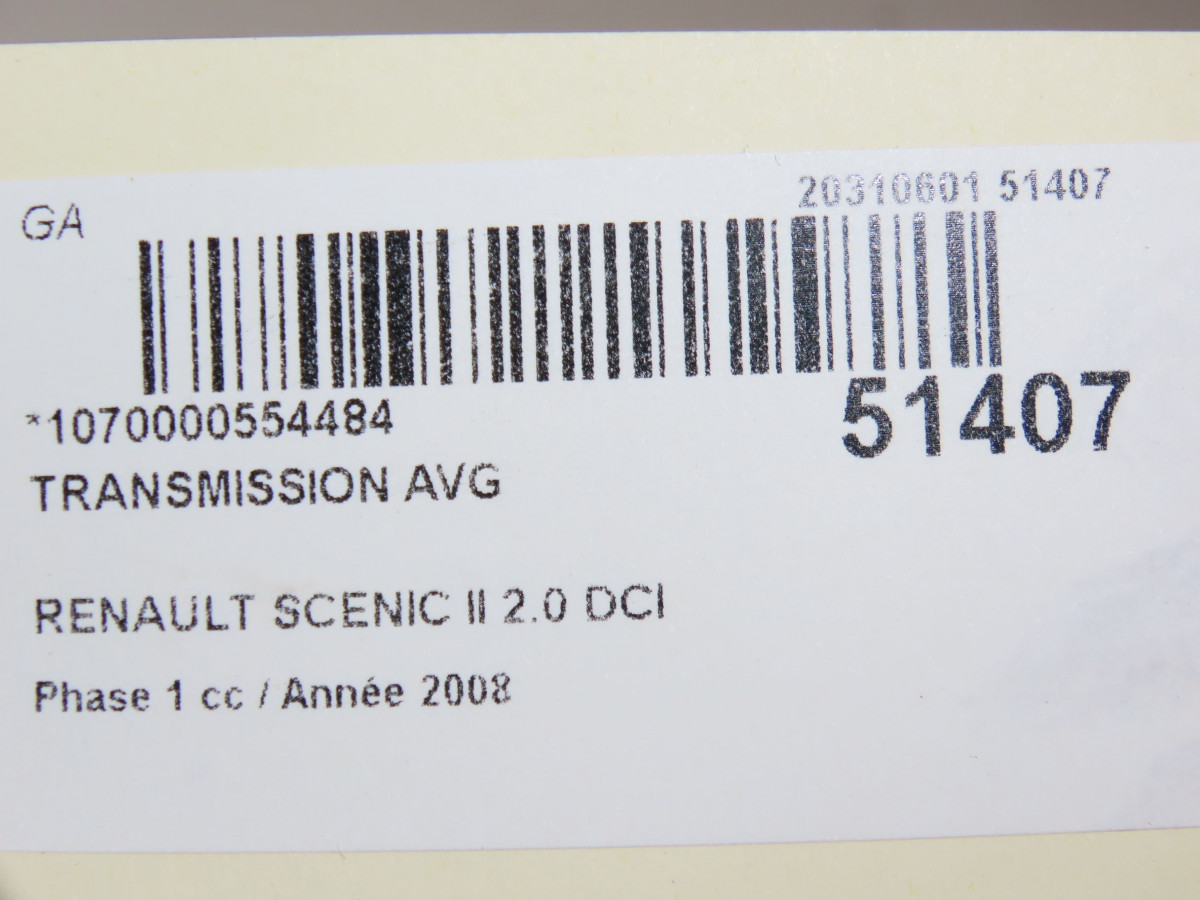 GA
20310601 51407
*1070000554484
51407
TRANSMISSION AVG
RENAULT SCENIC II 2.0 DCI
Phase 1 cc / Année 2008